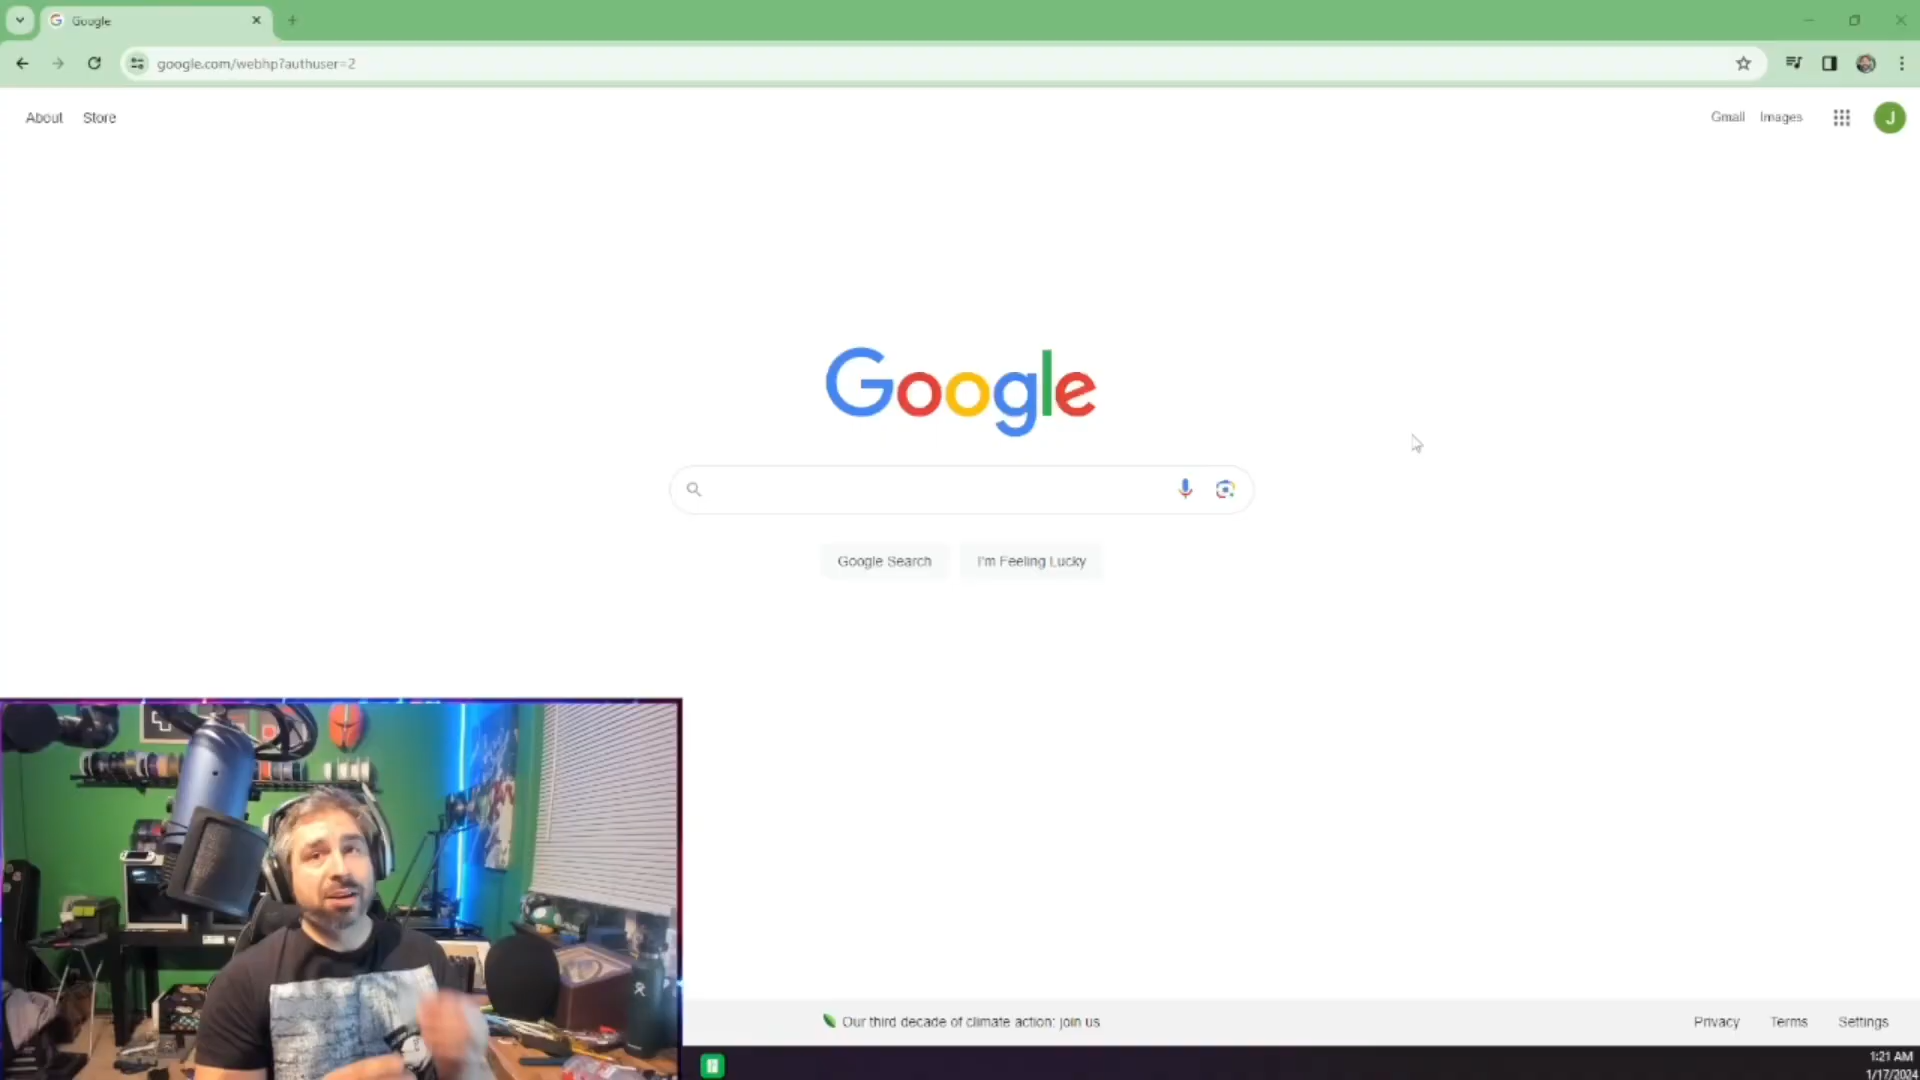 Google
google.com/webhp?authuser=2
About Store
Gmail Images
J
Google
Google Search I'm Feeling Lucky
Our third decade of climate action: join us
Privacy Terms Settings
1:21 AM
1/17/2024